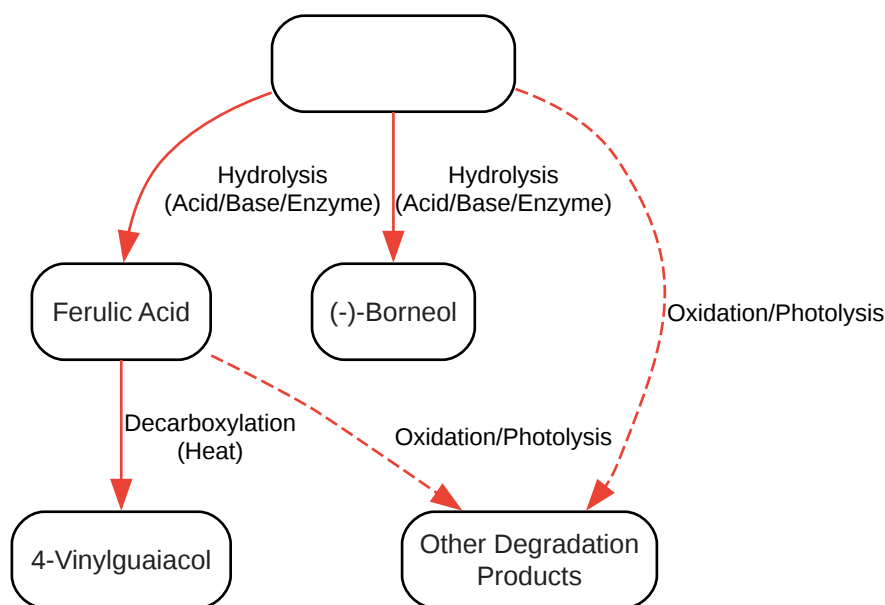 Hydrolysis
(Acid/Base/Enzyme)
Hydrolysis
(Acid/Base/Enzyme)
Ferulic Acid
(-)-Borneol
Oxidation/Photolysis
Decarboxylation
(Heat)
Oxidation/Photolysis
4-Vinylguaiacol
Other Degradation
Products